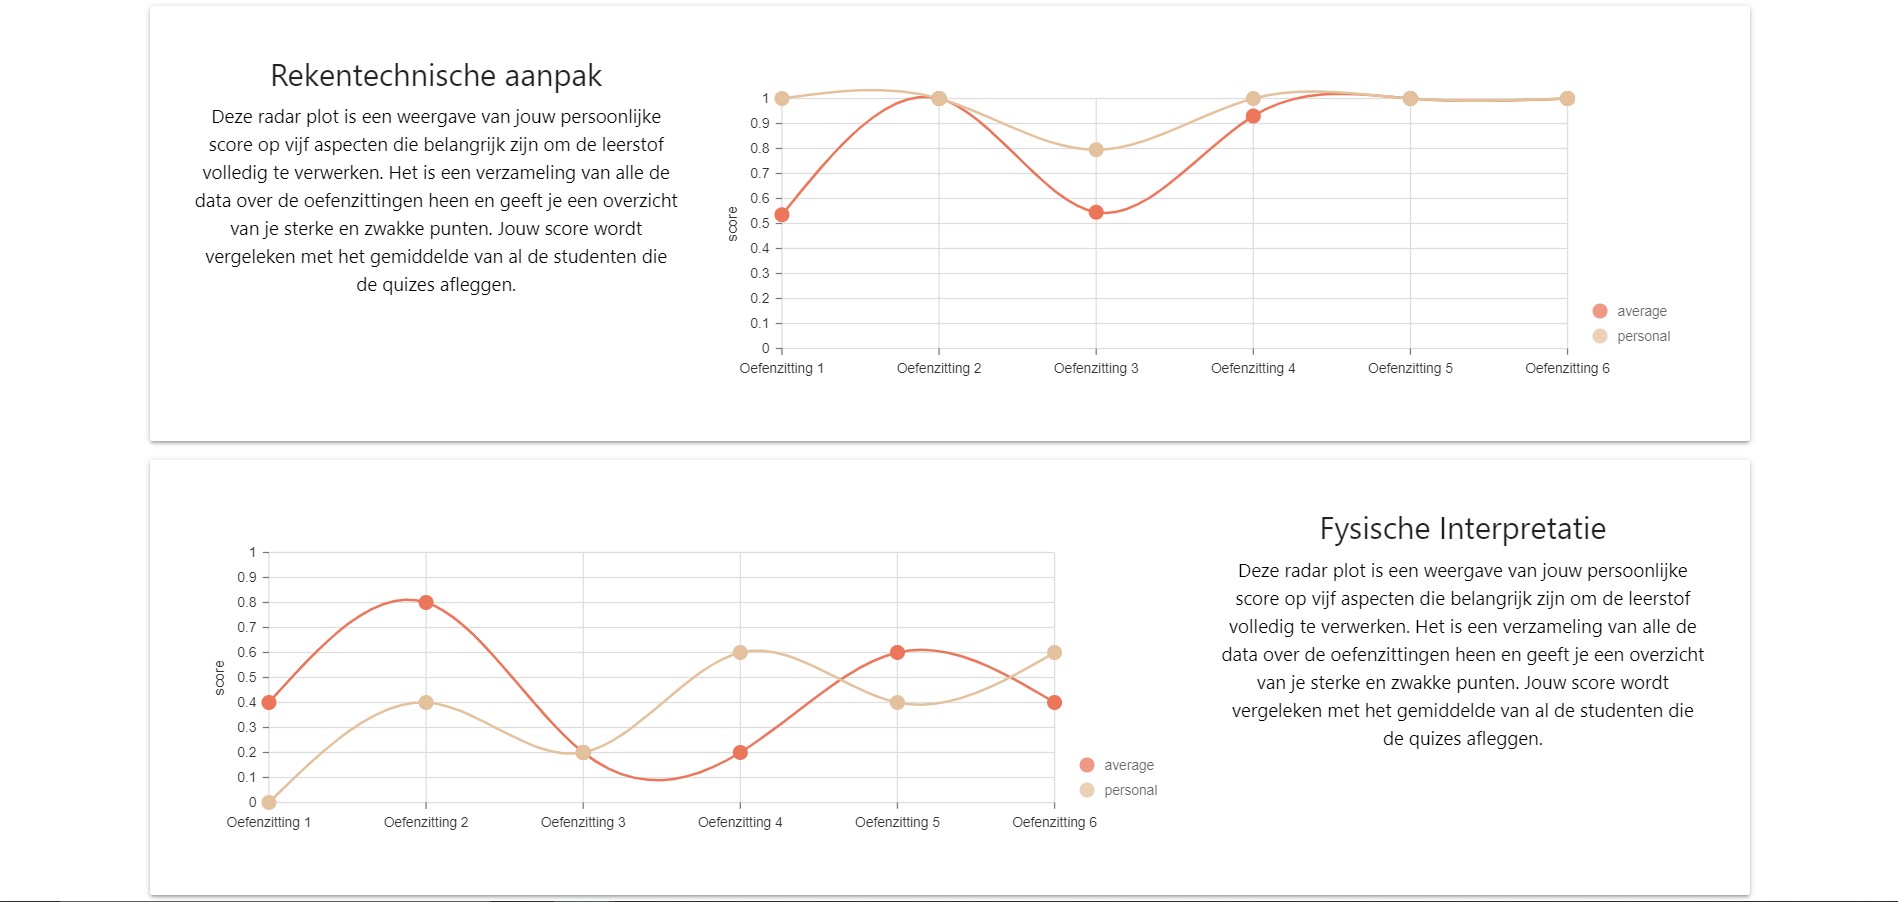 Rekentechnische aanpak
Deze radar plot is een weergave van jouw persoonlijke
score op vijf aspecten die belangrijk zijn om de leerstof
volledig te verwerken. Het is een verzameling van alle de
data over de oefenzittingen heen en geeft je een overzicht
van je sterke en zwakke punten. Jouw score wordt
vergeleken met het gemiddelde van al de studenten die
de quizes afleggen.
score
1
0.9
0.8
0.7
0.6
0.5
0.4
0.3
0.2
0.1
0
Oefenzitting 1 Oefenzitting 2 Oefenzitting 3 Oefenzitting 4 Oefenzitting 5 Oefenzitting 6
average
personal
score
1
0.9
0.8
0.7
0.6
0.5
0.4
0.3
0.2
0.1
0
Oefenzitting 1 Oefenzitting 2 Oefenzitting 3 Oefenzitting 4 Oefenzitting 5 Oefenzitting 6
average
personal
Fysische Interpretatie
Deze radar plot is een weergave van jouw persoonlijke
score op vijf aspecten die belangrijk zijn om de leerstof
volledig te verwerken. Het is een verzameling van alle de
data over de oefenzittingen heen en geeft je een overzicht
van je sterke en zwakke punten. Jouw score wordt
vergeleken met het gemiddelde van al de studenten die
de quizes afleggen.